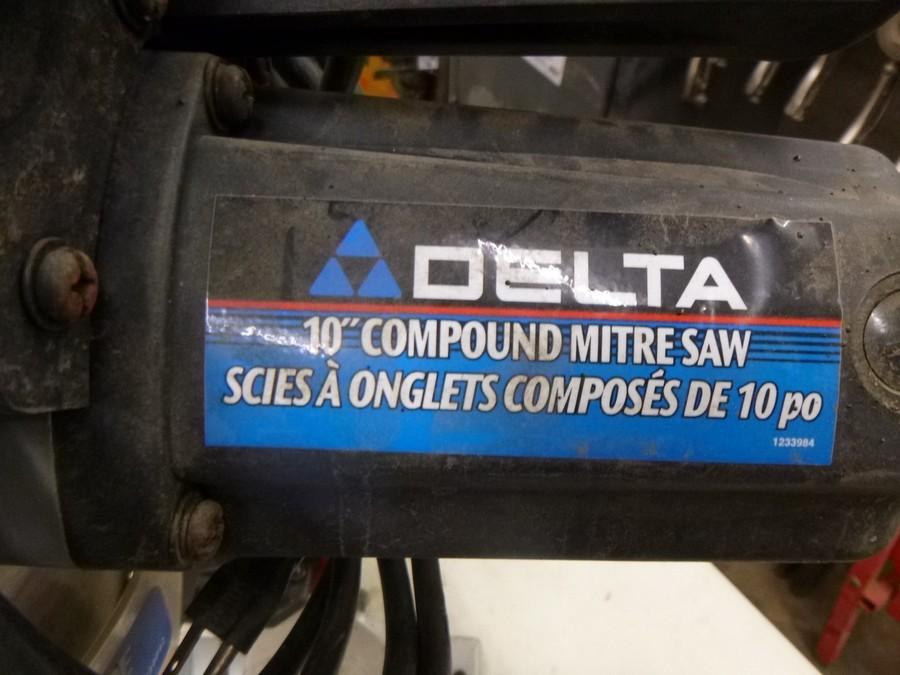 DELTA
10" COMPOUND MITRE SAW
SCIES À ONGLETS COMPOSÉS DE 10 po
1233984